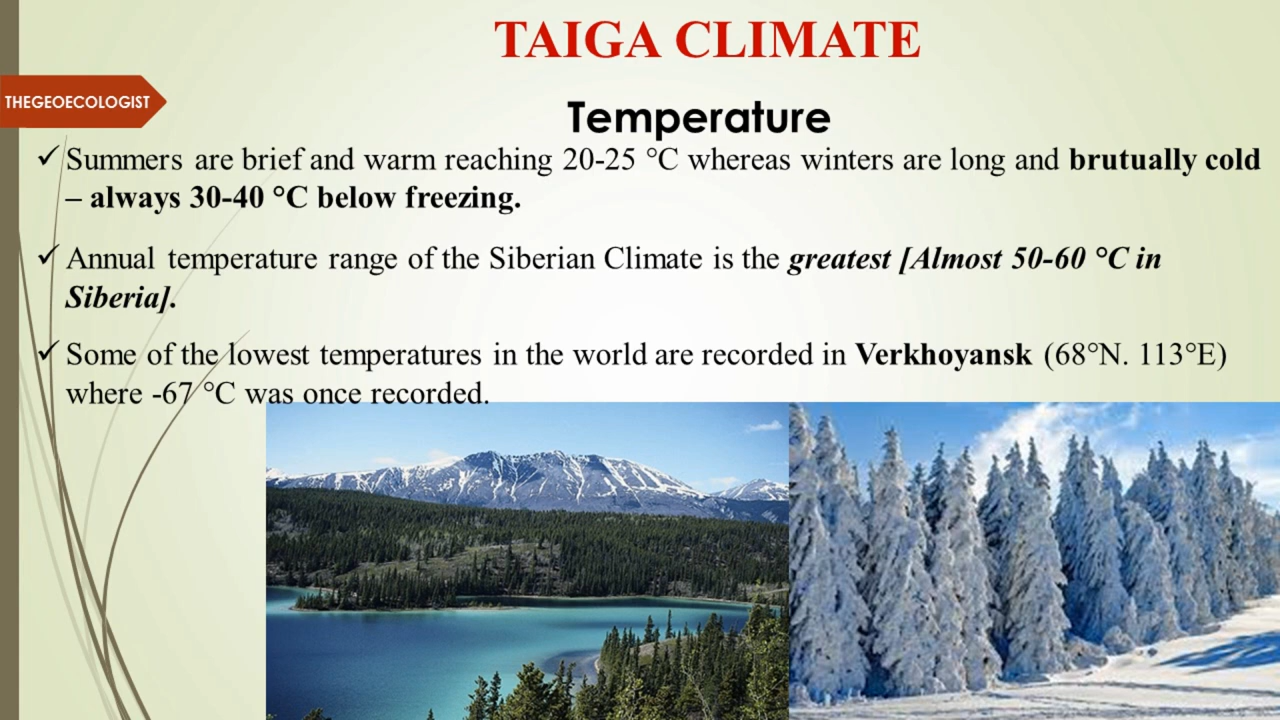 TAIGA CLIMATE
THEGEOECOLOGIST
Temperature
✓ Summers are brief and warm reaching 20-25 °C whereas winters are long and brutually cold
– always 30-40 °C below freezing.
✓ Annual temperature range of the Siberian Climate is the greatest [Almost 50-60 °C in
Siberia].
✓ Some of the lowest temperatures in the world are recorded in Verkhoyansk (68°N. 113°E)
where -67 °C was once recorded.